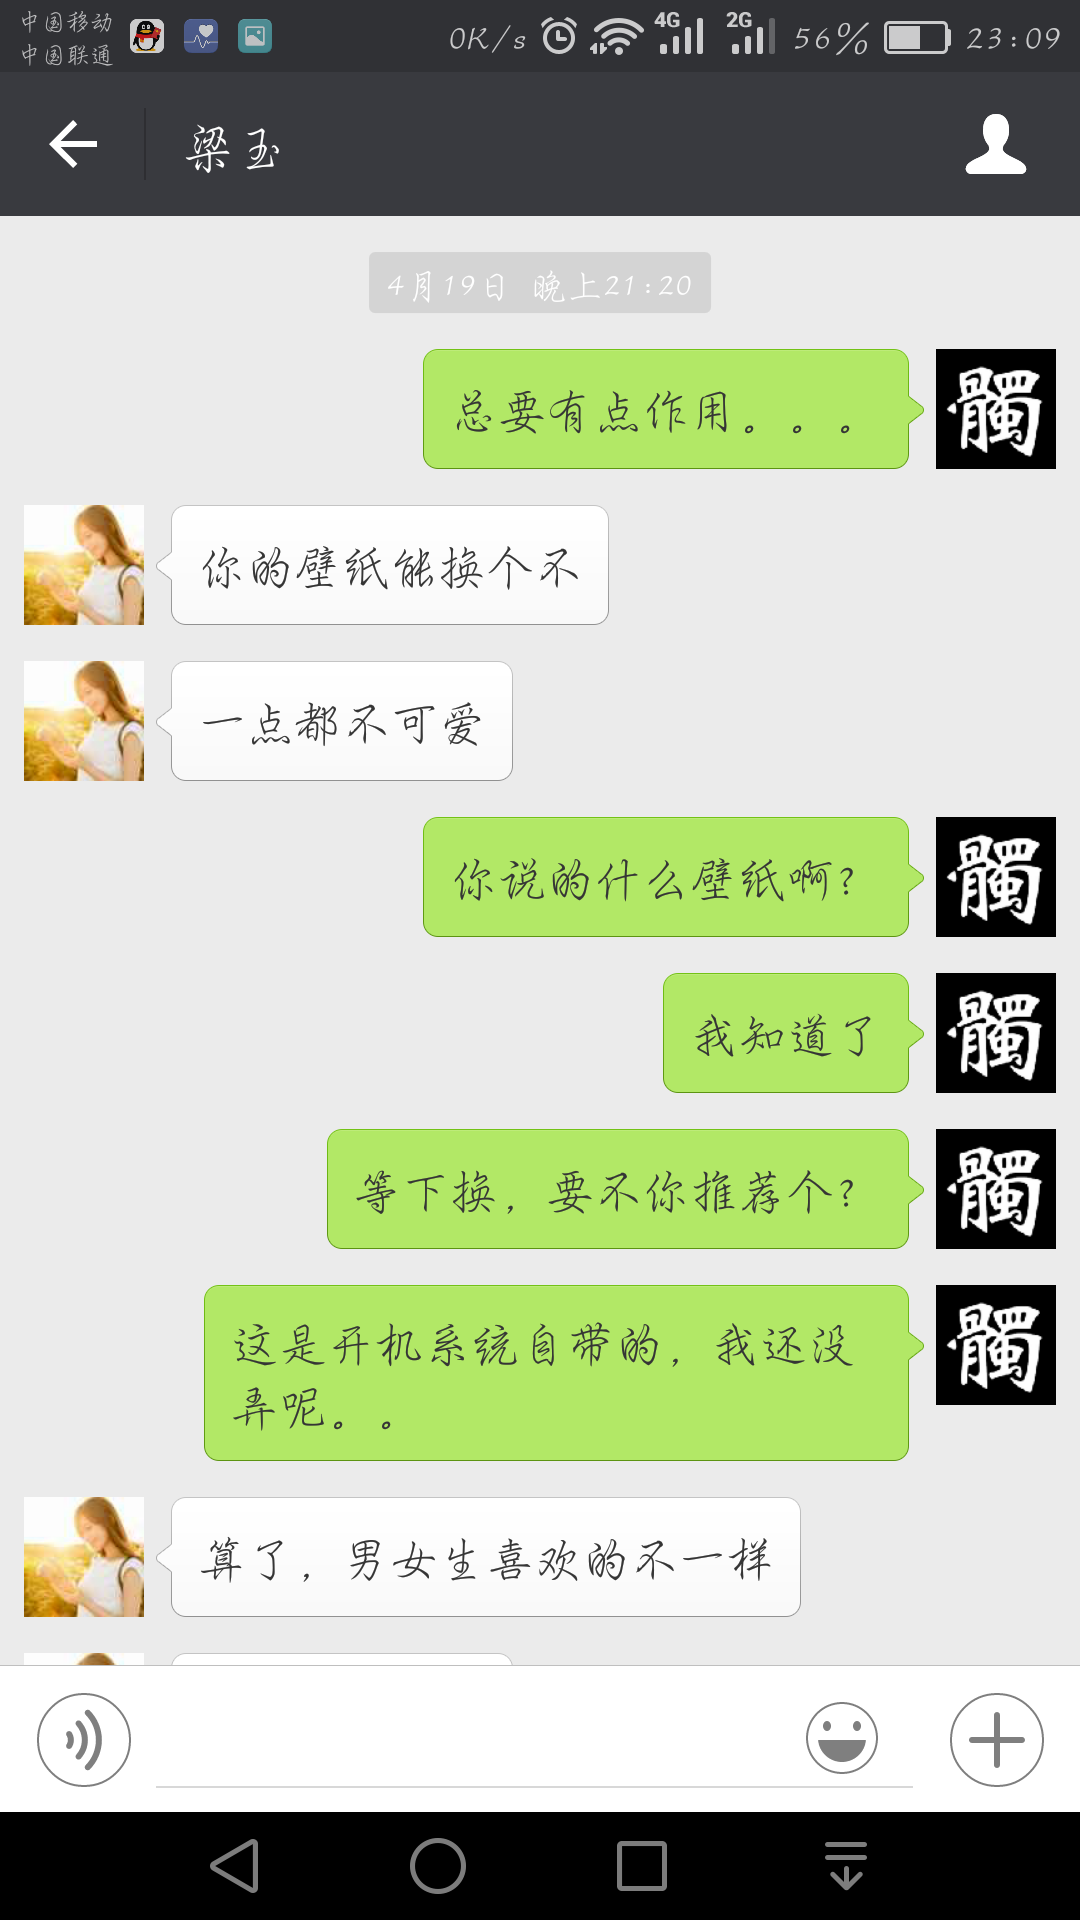 中国移动
中国联通
0K/s 4G 2G 56% 23:09
梁玉
4月19日 晚上21:20
总要有点作用。。。
髑
你的壁纸能换个不
一点都不可爱
你说的什么壁纸啊?
髑
我知道了
髑
等下换，要不你推荐个?
髑
这是开机系统自带的，我还没
弄呢。。
髑
算了，男女生喜欢的不一样